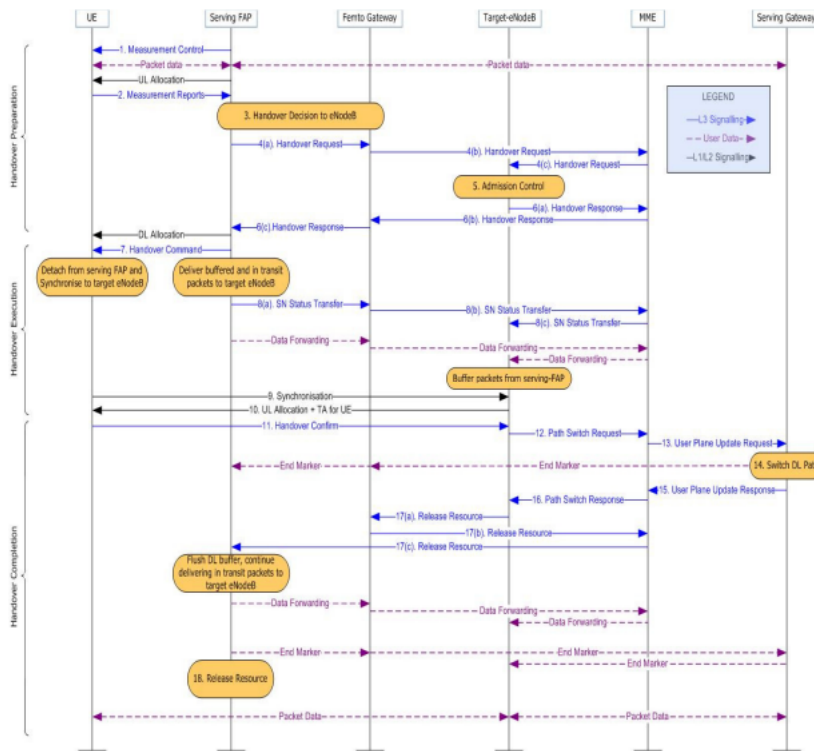 UE
Serving FAP
Femto Gateway
Target-eNodeB
MME
Serving Gateway
Handover Preparation
1. Measurement Control
Packet data
Packet data
UL Allocation
2. Measurement Reports
3. Handover Decision to eNodeB
LEGEND
L3 Signalling
User Data
L1/L2 Signalling
4(a). Handover Request
4(b). Handover Request
4(c). Handover Request
5. Admission Control
6(a). Handover Response
6(b). Handover Response
6(c).Handover Response
DL Allocation
Handover Execution
7. Handover Command
Detach from serving FAP and
Synchronise to target eNodeB
Deliver buffered and in transit
packets to target eNodeB
8(a). SN Status Transfer
8(b). SN Status Transfer
8(c). SN Status Transfer
Data Forwarding
Data Forwarding
Data Forwarding
Buffer packets from serving-FAP
9. Synchronisation
10. UL Allocation + TA for UE
Handover Completion
11. Handover Confirm
12. Path Switch Request
13. User Plane Update Request
End Marker
End Marker
14. Switch DL Pat
15. User Plane Update Response
16. Path Switch Response
17(a). Release Resource
17(b). Release Resource
17(c). Release Resource
Flush DL buffer, continue
delivering in transit packets to
target eNodeB
Data Forwarding
Data Forwarding
Data Forwarding
End Marker
End Marker
End Marker
18. Release Resource
Packet Data
Packet Data